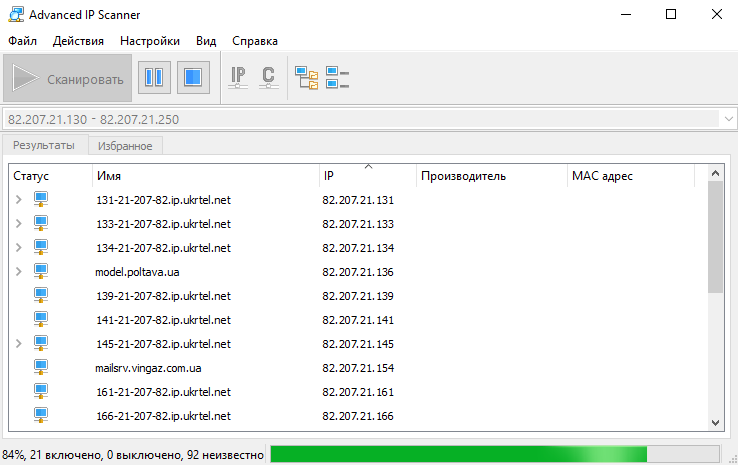 Advanced IP Scanner
Файл Действия Настройки Вид Справка
Сканировать IP C
82.207.21.130 - 82.207.21.250
Результаты Избранное
Статус Имя IP Производитель MAC адрес
131-21-207-82.ip.ukrtel.net 82.207.21.131
133-21-207-82.ip.ukrtel.net 82.207.21.133
134-21-207-82.ip.ukrtel.net 82.207.21.134
model.poltava.ua 82.207.21.136
139-21-207-82.ip.ukrtel.net 82.207.21.139
141-21-207-82.ip.ukrtel.net 82.207.21.141
145-21-207-82.ip.ukrtel.net 82.207.21.145
mailsrv.vingaz.com.ua 82.207.21.154
161-21-207-82.ip.ukrtel.net 82.207.21.161
166-21-207-82.ip.ukrtel.net 82.207.21.166
84%, 21 включено, 0 выключено, 92 неизвестно